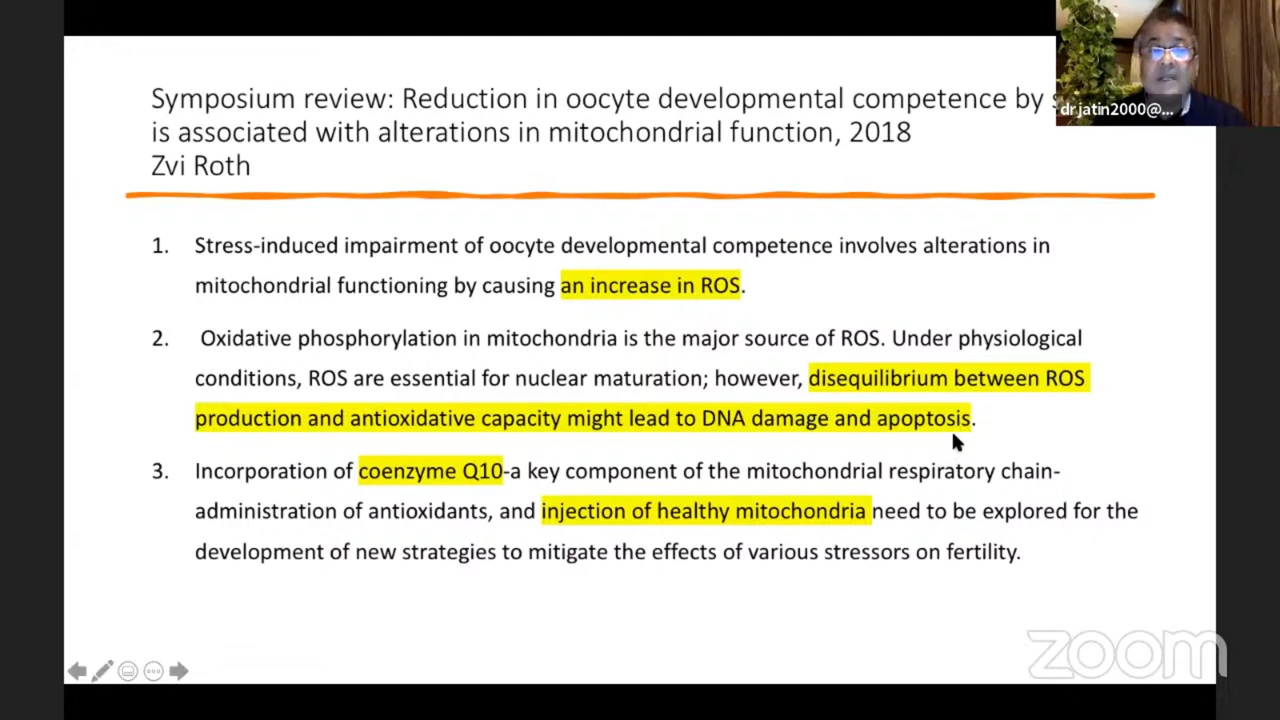 Symposium review: Reduction in oocyte developmental competence by
is associated with alterations in mitochondrial function, 2018
Zvi Roth
drjatin2000@...
1. Stress-induced impairment of oocyte developmental competence involves alterations in
mitochondrial functioning by causing an increase in ROS.
2. Oxidative phosphorylation in mitochondria is the major source of ROS. Under physiological
conditions, ROS are essential for nuclear maturation; however, disequilibrium between ROS
production and antioxidative capacity might lead to DNA damage and apoptosis.
3. Incorporation of coenzyme Q10-a key component of the mitochondrial respiratory chain-
administration of antioxidants, and injection of healthy mitochondria need to be explored for the
development of new strategies to mitigate the effects of various stressors on fertility.
zoom